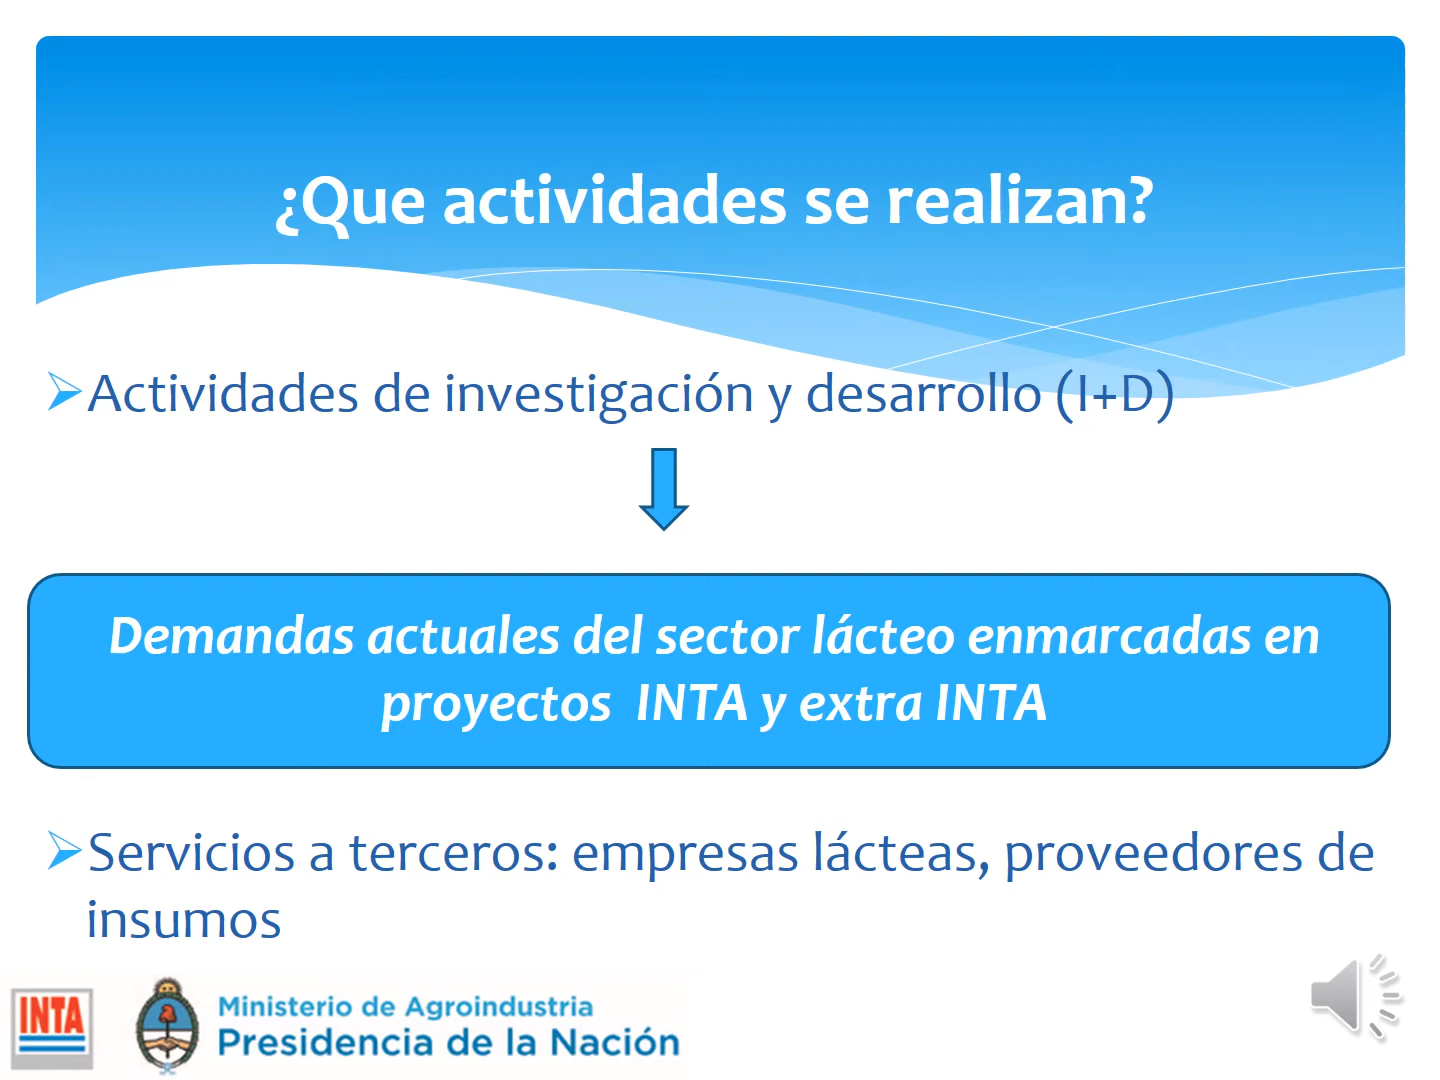 ¿Que actividades se realizan?
Actividades de investigación y desarrollo (I+D)
Demandas actuales del sector lácteo enmarcadas en
proyectos INTA y extra INTA
Servicios a terceros: empresas lácteas, proveedores de
insumos
INTA
Ministerio de Agroindustria
Presidencia de la Nación